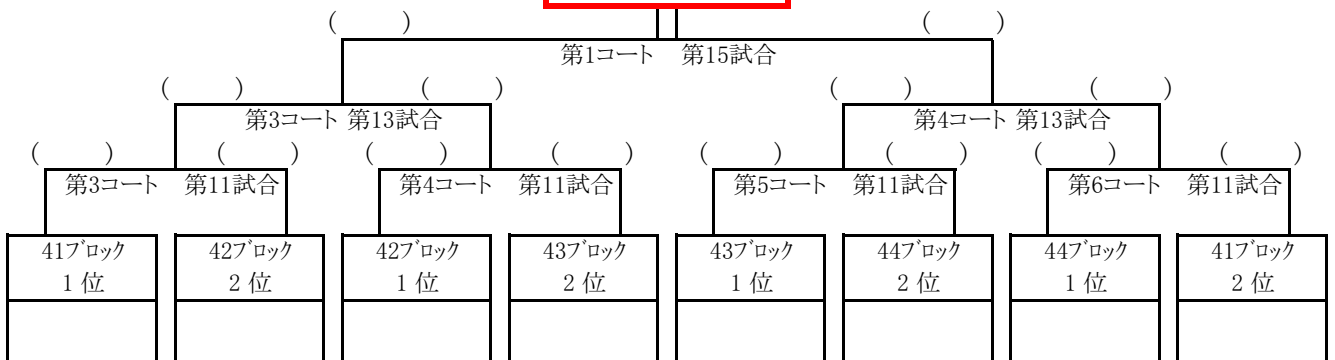 (　　　)　(　　　)
第1コート　第15試合
(　　　)　(　　　)　(　　　)　(　　　)
第3コート 第13試合　第4コート 第13試合
(　　　)　(　　　)　(　　　)　(　　　)　(　　　)　(　　　)　(　　　)　(　　　)
第3コート　第11試合　第4コート　第11試合　第5コート　第11試合　第6コート　第11試合
41ブロック　42ブロック　42ブロック　43ブロック　43ブロック　44ブロック　44ブロック　41ブロック
1 位　2 位　1 位　2 位　1 位　2 位　1 位　2 位